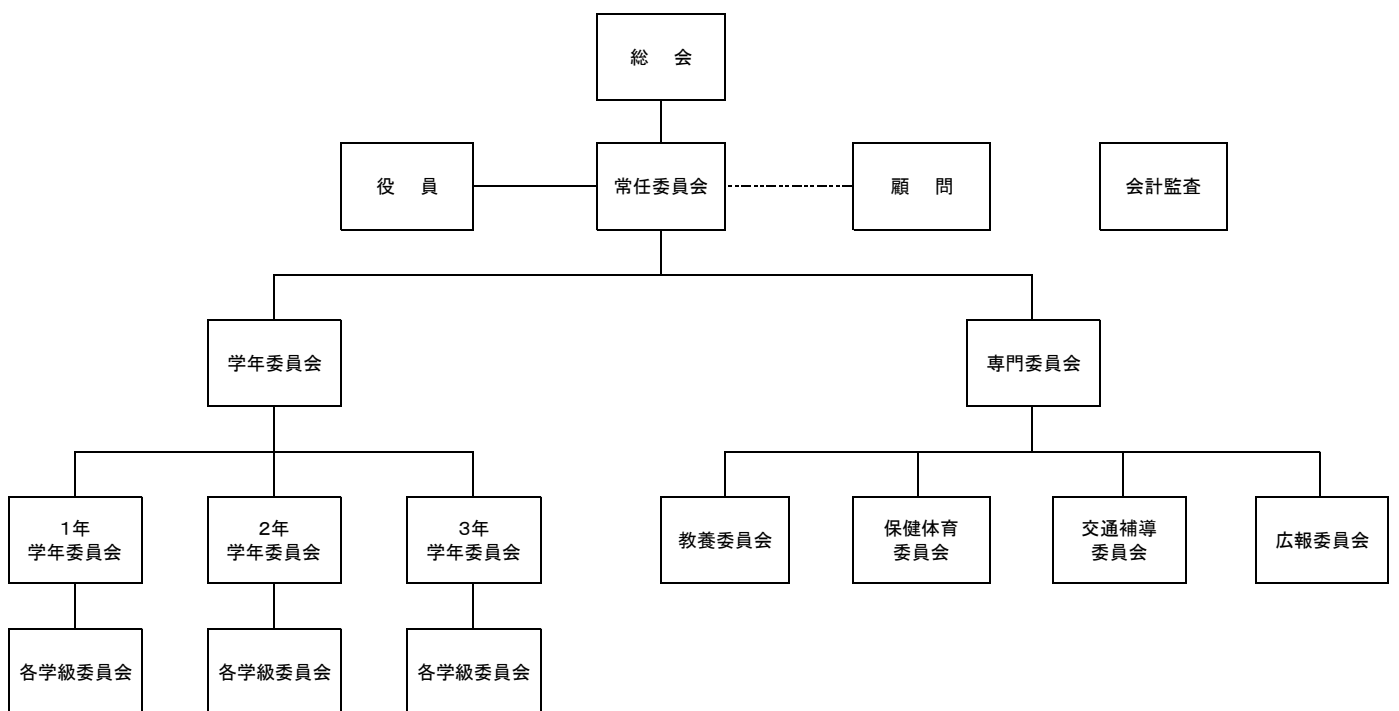 総 会
役 員
常任委員会
顧 問
会計監査
学年委員会
専門委員会
1年
学年委員会
2年
学年委員会
3年
学年委員会
教養委員会
保健体育
委員会
交通補導
委員会
広報委員会
各学級委員会
各学級委員会
各学級委員会